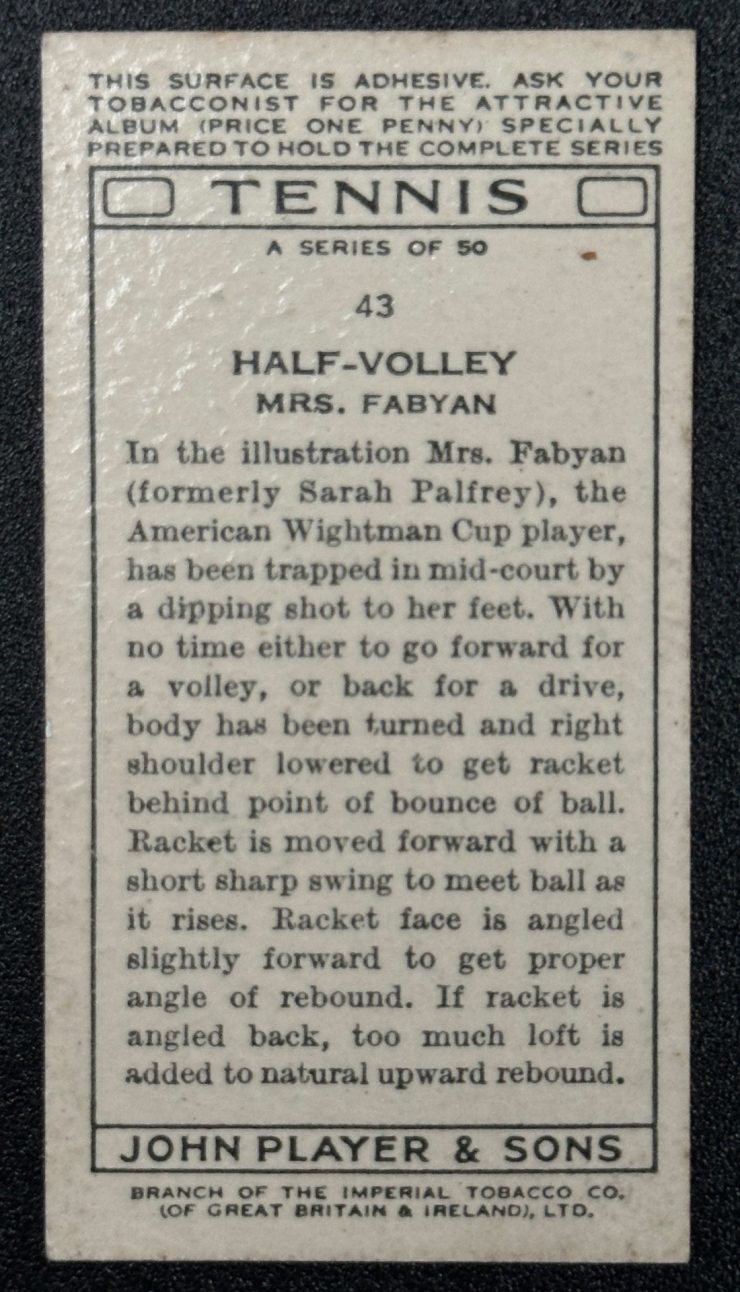 THIS SURFACE IS ADHESIVE. ASK YOUR
TOBACCONIST FOR THE ATTRACTIVE
ALBUM (PRICE ONE PENNY) SPECIALLY
PREPARED TO HOLD THE COMPLETE SERIES
TENNIS
A SERIES OF 50
43
HALF-VOLLEY
MRS. FABYAN
In the illustration Mrs. Fabyan
(formerly Sarah Palfrey), the
American Wightman Cup player,
has been trapped in mid-court by
a dipping shot to her feet. With
no time either to go forward for
a volley, or back for a drive,
body has been turned and right
shoulder lowered to get racket
behind point of bounce of ball.
Racket is moved forward with a
short sharp swing to meet ball as
it rises. Racket face is angled
slightly forward to get proper
angle of rebound. If racket is
angled back, too much loft is
added to natural upward rebound.
JOHN PLAYER & SONS
BRANCH OF THE IMPERIAL TOBACCO CO.
(OF GREAT BRITAIN & IRELAND), LTD.